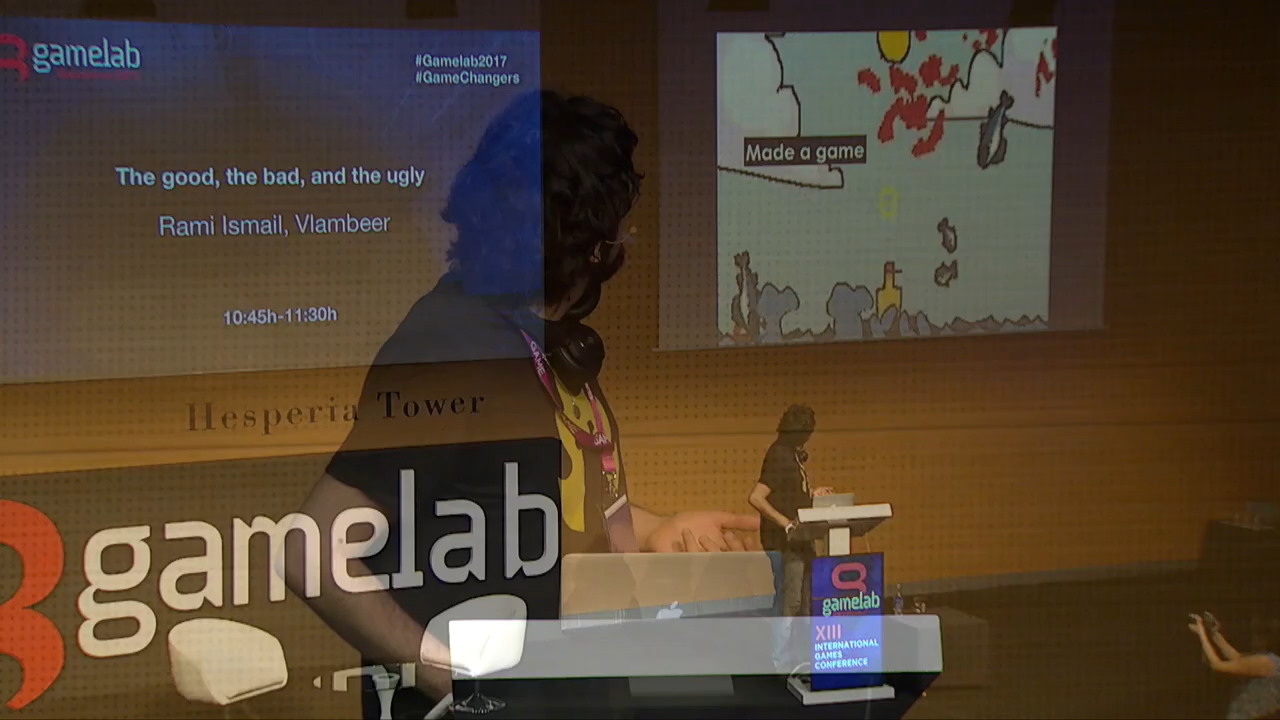 gamelab
#Gamelab2017
#GameChangers
The good, the bad, and the ugly
Rami Ismail, Vlambeer
10:45h-11:30h
Made a game
Hesperia Tower
gamelab
gamelab
XIII
INTERNATIONAL
GAMES
CONFERENCE